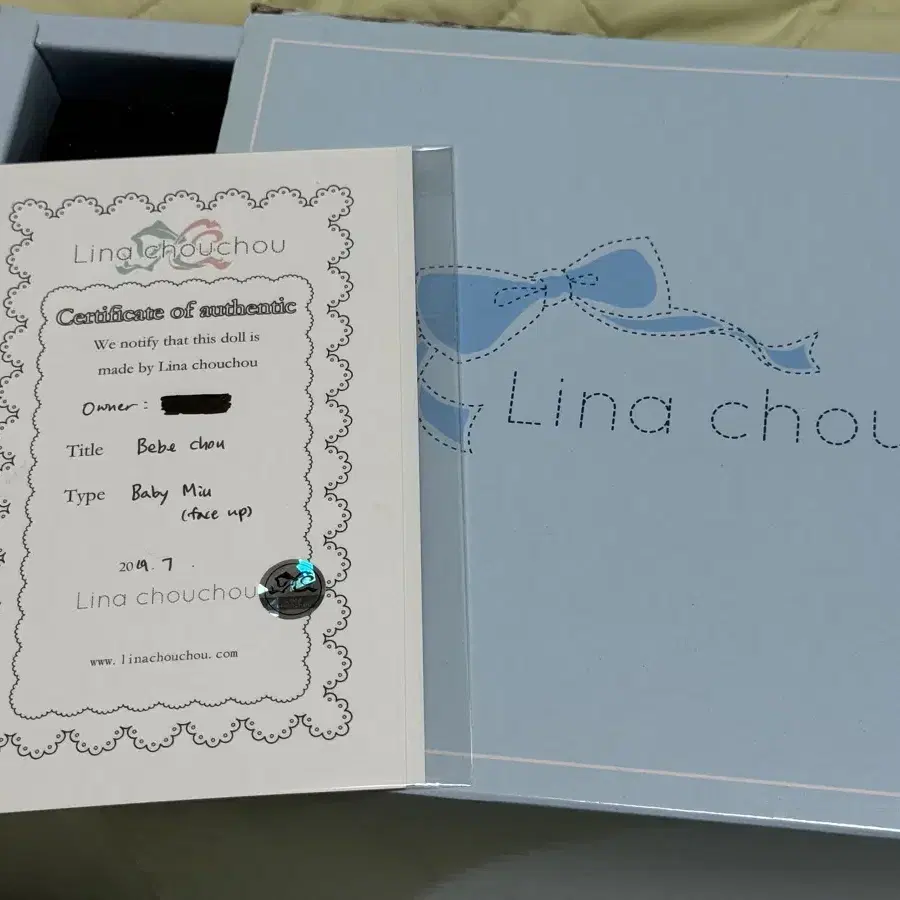 Lina chouchou
Certificate of authentic
We notify that this doll is
made by Lina chouchou
Owner :
Title Bebe chou
Type Baby Miu
(face up)
2019. 7 .
Lina chouchou
www.linachouchou.com
Lina chou